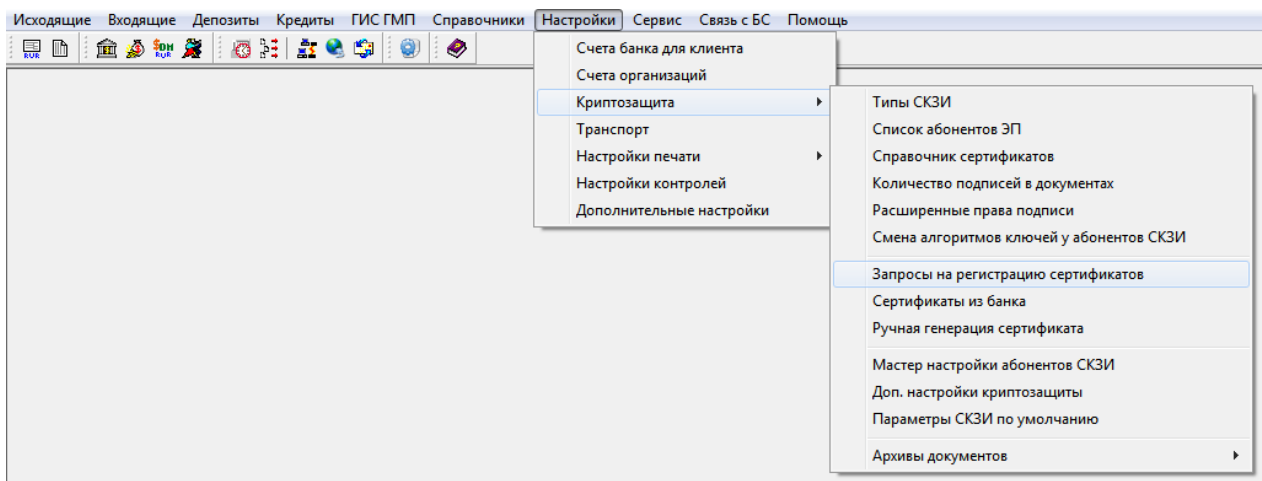 Исходящие Входящие Депозиты Кредиты ГИС ГМП Справочники Настройки Сервис Связь с БС Помощь
RUR
RUR
Счета банка для клиента
Счета организаций
Криптозащита
Транспорт
Настройки печати
Настройки контролей
Дополнительные настройки
Типы СКЗИ
Список абонентов ЭП
Справочник сертификатов
Количество подписей в документах
Расширенные права подписи
Смена алгоритмов ключей у абонентов СКЗИ
Запросы на регистрацию сертификатов
Сертификаты из банка
Ручная генерация сертификата
Мастер настройки абонентов СКЗИ
Доп. настройки криптозащиты
Параметры СКЗИ по умолчанию
Архивы документов